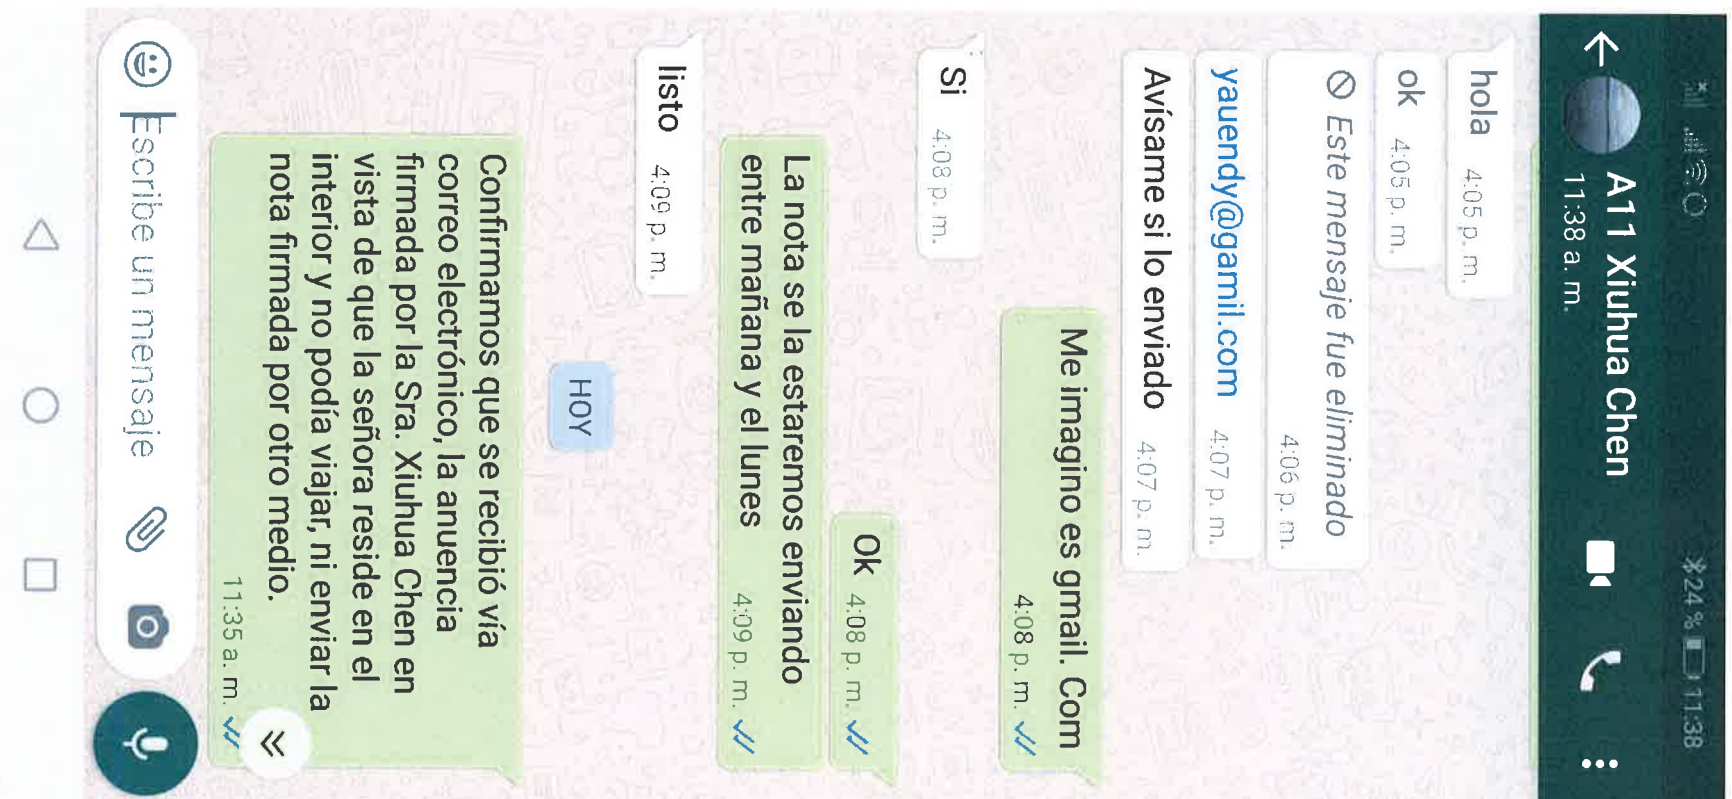 24 % 11:38
A11 Xiuhua Chen
11:38 a. m.
hola 4:05 p. m.
ok 4:05 p. m.
Este mensaje fue eliminado
4:06 p. m.
yauendy@gamil.com 4:07 p. m.
Avísame si lo enviado 4:07 p. m.
Me imagino es gmail. Com
4:08 p. m.
Si 4:08 p. m.
Ok 4:08 p. m.
La nota se la estaremos enviando
entre mañana y el lunes 4:09 p. m.
listo 4:09 p. m.
HOY
Confirmamos que se recibió vía
correo electrónico, la anuencia
firmada por la Sra. Xiuhua Chen en
vista de que la señora reside en el
interior y no podía viajar, ni enviar la
nota firmada por otro medio.
11:35 a. m.
Escribe un mensaje